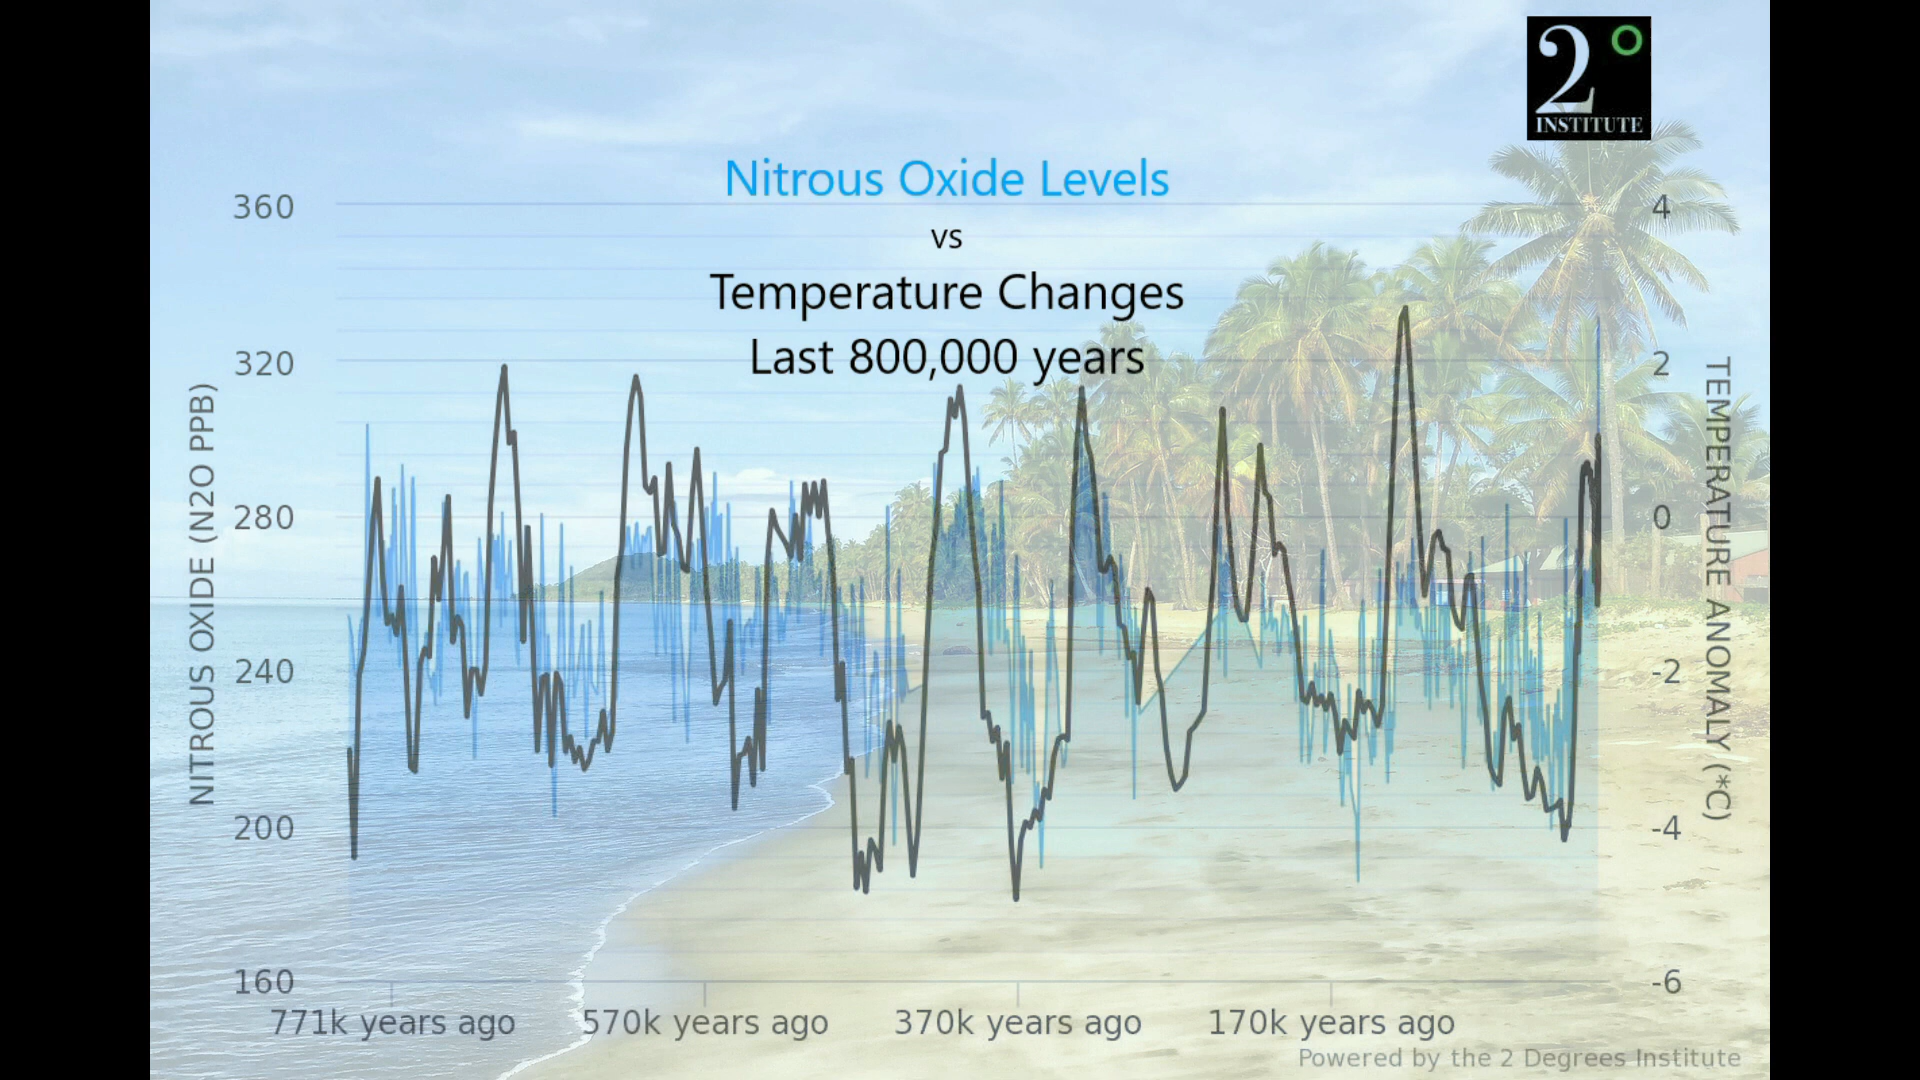 2°
INSTITUTE
Nitrous Oxide Levels
vs
Temperature Changes
Last 800,000 years
360
320
280
240
200
160
NITROUS OXIDE (N2O PPB)
4
2
0
-2
-4
-6
TEMPERATURE ANOMALY (*C)
771k years ago
570k years ago
370k years ago
170k years ago
Powered by the 2 Degrees Institute